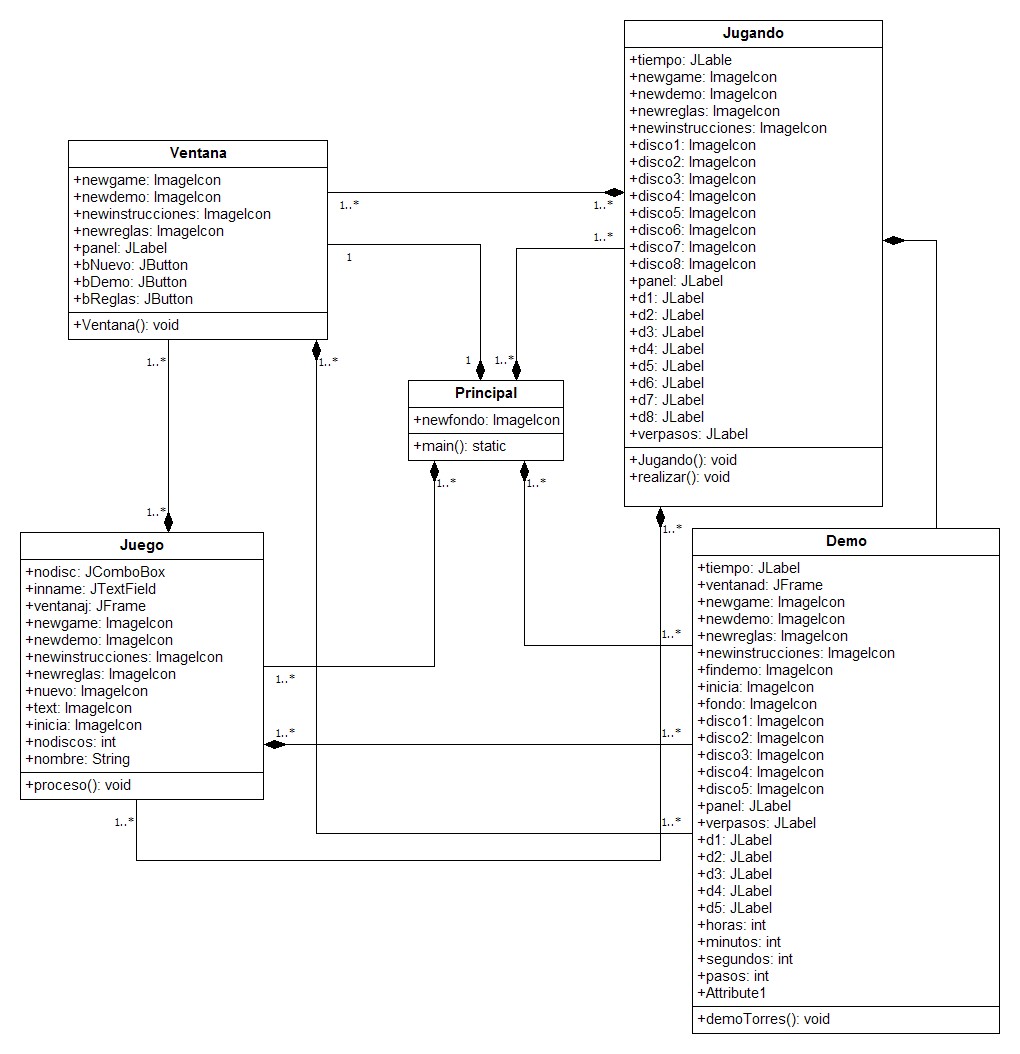 Jugando
+tiempo: JLable
+newgame: ImageIcon
+newdemo: ImageIcon
+newreglas: ImageIcon
+newinstrucciones: ImageIcon
+disco1: ImageIcon
+disco2: ImageIcon
+disco3: ImageIcon
+disco4: ImageIcon
+disco5: ImageIcon
+disco6: ImageIcon
+disco7: ImageIcon
+disco8: ImageIcon
+panel: JLabel
+d1: JLabel
+d2: JLabel
+d3: JLabel
+d4: JLabel
+d5: JLabel
+d6: JLabel
+d7: JLabel
+d8: JLabel
+verpasos: JLabel
+Jugando(): void
+realizar(): void
Ventana
+newgame: ImageIcon
+newdemo: ImageIcon
+newinstrucciones: ImageIcon
+newreglas: ImageIcon
+panel: JLabel
+bNuevo: JButton
+bDemo: JButton
+bReglas: JButton
+Ventana(): void
1..*
1..*
1..*
1
1..*
1..*
1
1..*
Principal
+newfondo: ImageIcon
+main(): static
1..*
1..*
1..*
1..*
Juego
+nodisc: JComboBox
+inname: JTextField
+ventanaj: JFrame
+newgame: ImageIcon
+newdemo: ImageIcon
+newinstrucciones: ImageIcon
+newreglas: ImageIcon
+nuevo: ImageIcon
+text: ImageIcon
+inicia: ImageIcon
+nodiscos: int
+nombre: String
+proceso(): void
1..*
1..*
1..*
1..*
1..*
1..*
Demo
+tiempo: JLabel
+ventanad: JFrame
+newgame: ImageIcon
+newdemo: ImageIcon
+newreglas: ImageIcon
+newinstrucciones: ImageIcon
+findemo: ImageIcon
+inicia: ImageIcon
+fondo: ImageIcon
+disco1: ImageIcon
+disco2: ImageIcon
+disco3: ImageIcon
+disco4: ImageIcon
+disco5: ImageIcon
+panel: JLabel
+verpasos: JLabel
+d1: JLabel
+d2: JLabel
+d3: JLabel
+d4: JLabel
+d5: JLabel
+horas: int
+minutos: int
+segundos: int
+pasos: int
+Attribute1
+demoTorres(): void